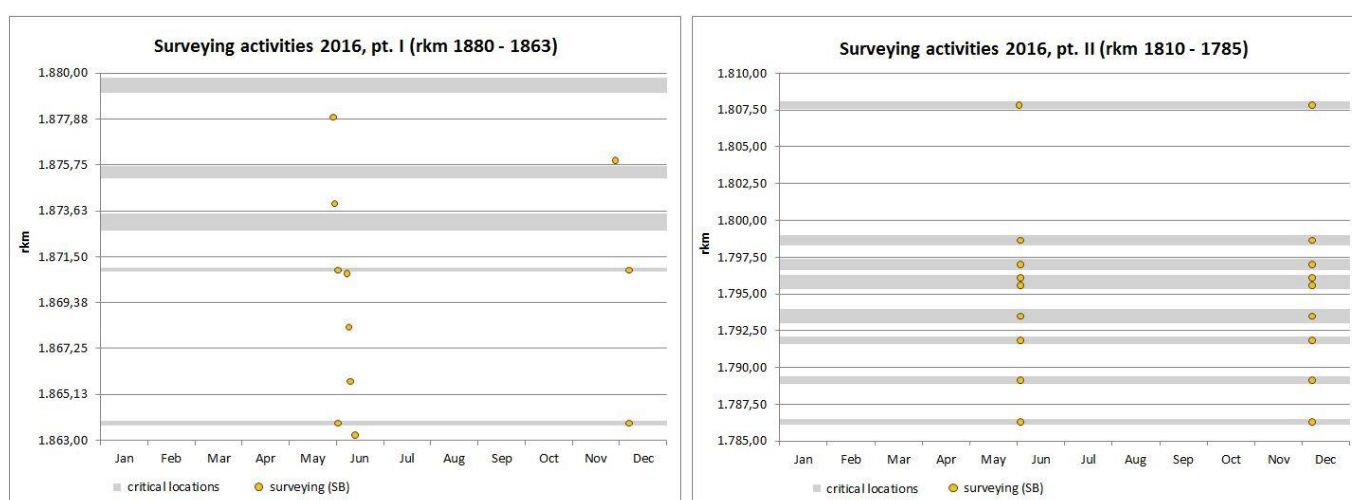 Surveying activities 2016, pt. I (rkm 1880 - 1863)
1.880,00
1.877,88
1.875,75
1.873,63
1.871,50
1.869,38
1.867,25
1.865,13
1.863,00
rkm
Jan Feb Mar Apr May Jun Jul Aug Sep Oct Nov Dec
critical locations surveying (SB)
Surveying activities 2016, pt. II (rkm 1810 - 1785)
1.810,00
1.807,50
1.805,00
1.802,50
1.800,00
1.797,50
1.795,00
1.792,50
1.790,00
1.787,50
1.785,00
rkm
Jan Feb Mar Apr May Jun Jul Aug Sep Oct Nov Dec
critical locations surveying (SB)